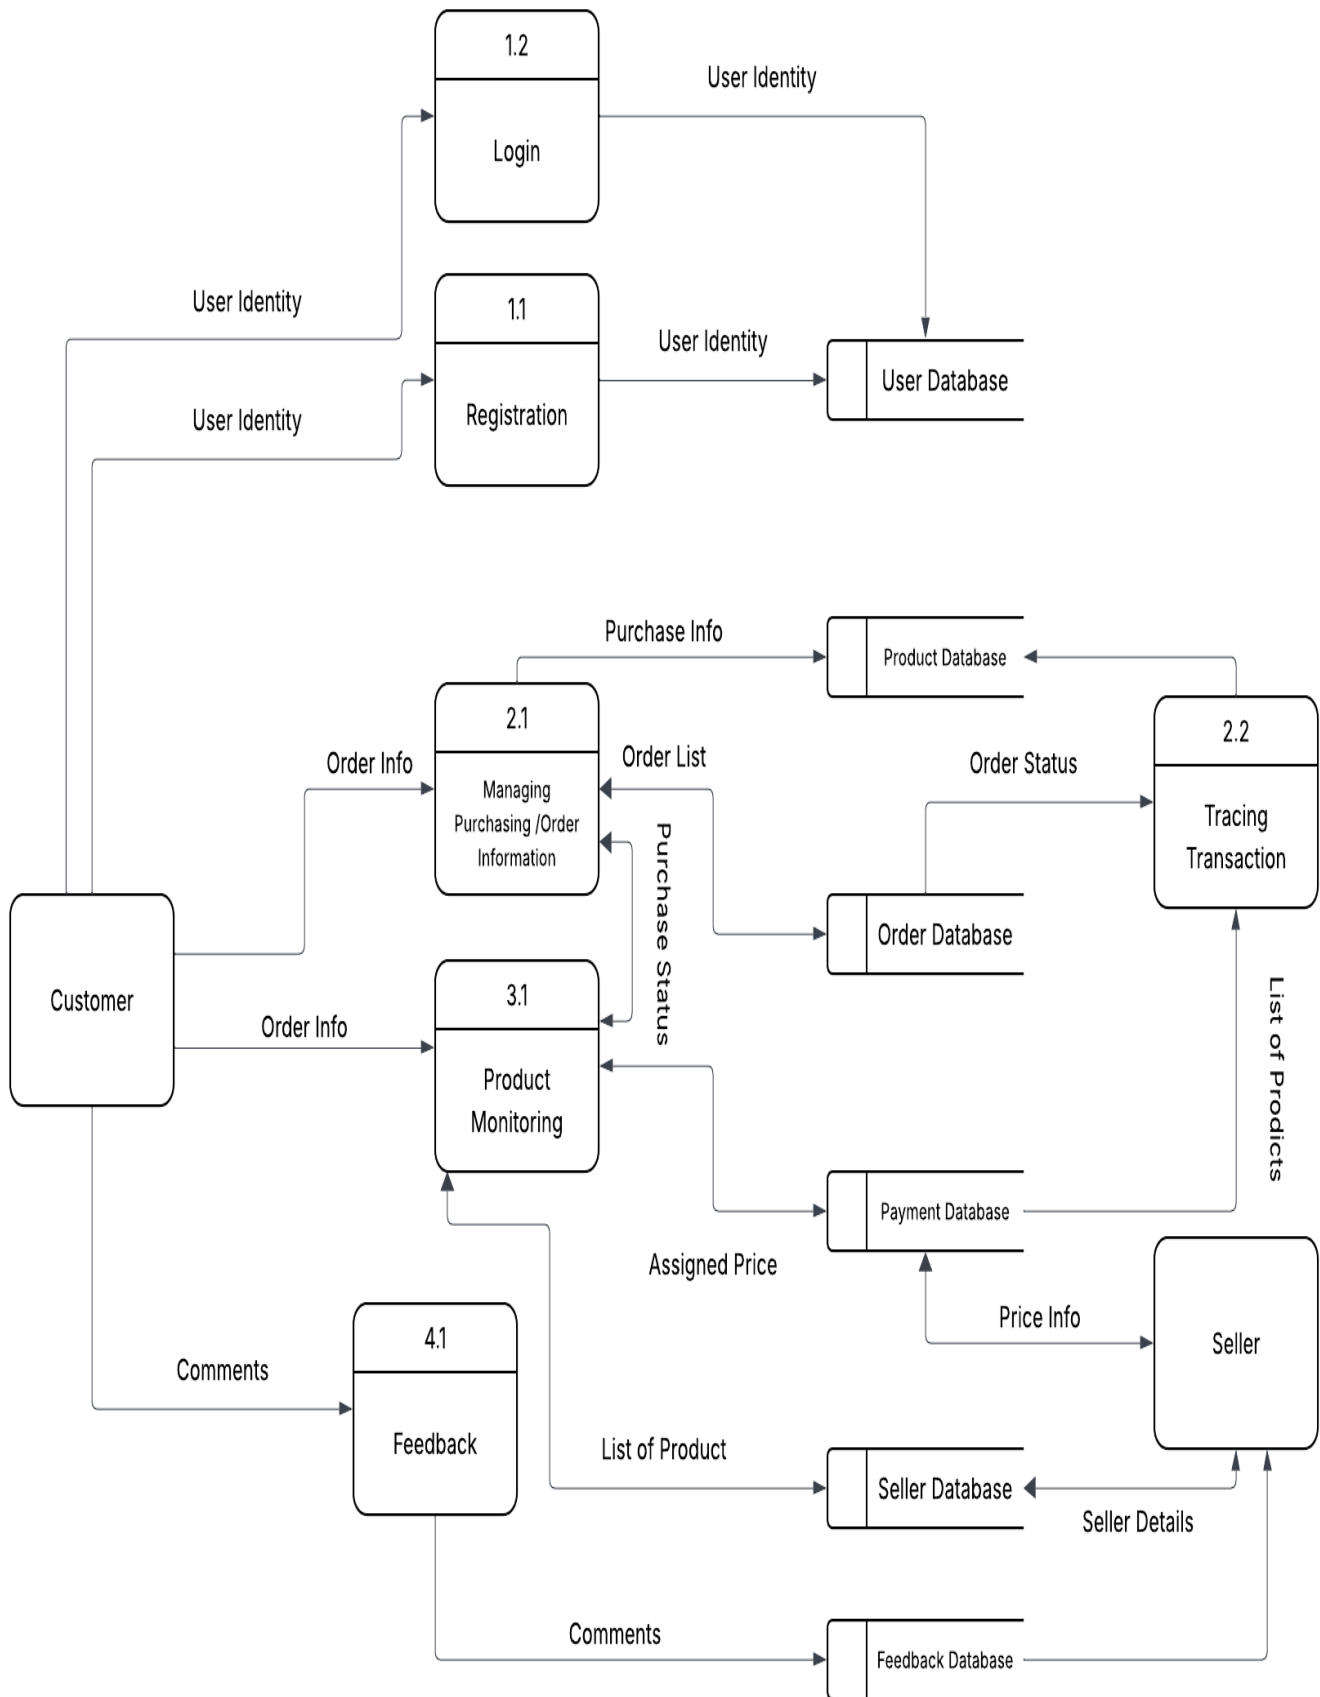 1.2
User Identity
Login
User Identity
1.1
User Identity
Registration
User Identity
User Database
Purchase Info
Product Database
2.1
2.2
Order Info
Order List
Order Status
Managing
Purchasing /Order
Information
Tracing
Transaction
Purchase Status
Order Database
Customer
3.1
Order Info
List of Prodicts
Product
Monitoring
Payment Database
Assigned Price
Price Info
4.1
Seller
Comments
Feedback
List of Product
Seller Database
Seller Details
Comments
Feedback Database